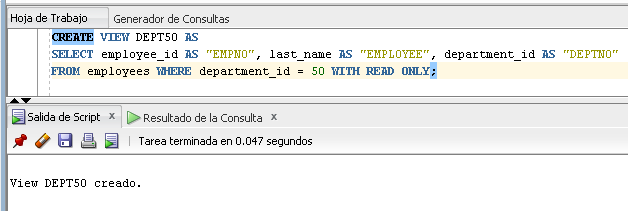 Hoja de Trabajo Generador de Consultas
CREATE VIEW DEPT50 AS
SELECT employee_id AS "EMPNO", last_name AS "EMPLOYEE", department_id AS "DEPTNO"
FROM employees WHERE department_id = 50 WITH READ ONLY;
Salida de Script x Resultado de la Consulta x
Tarea terminada en 0.047 segundos
View DEPT50 creado.